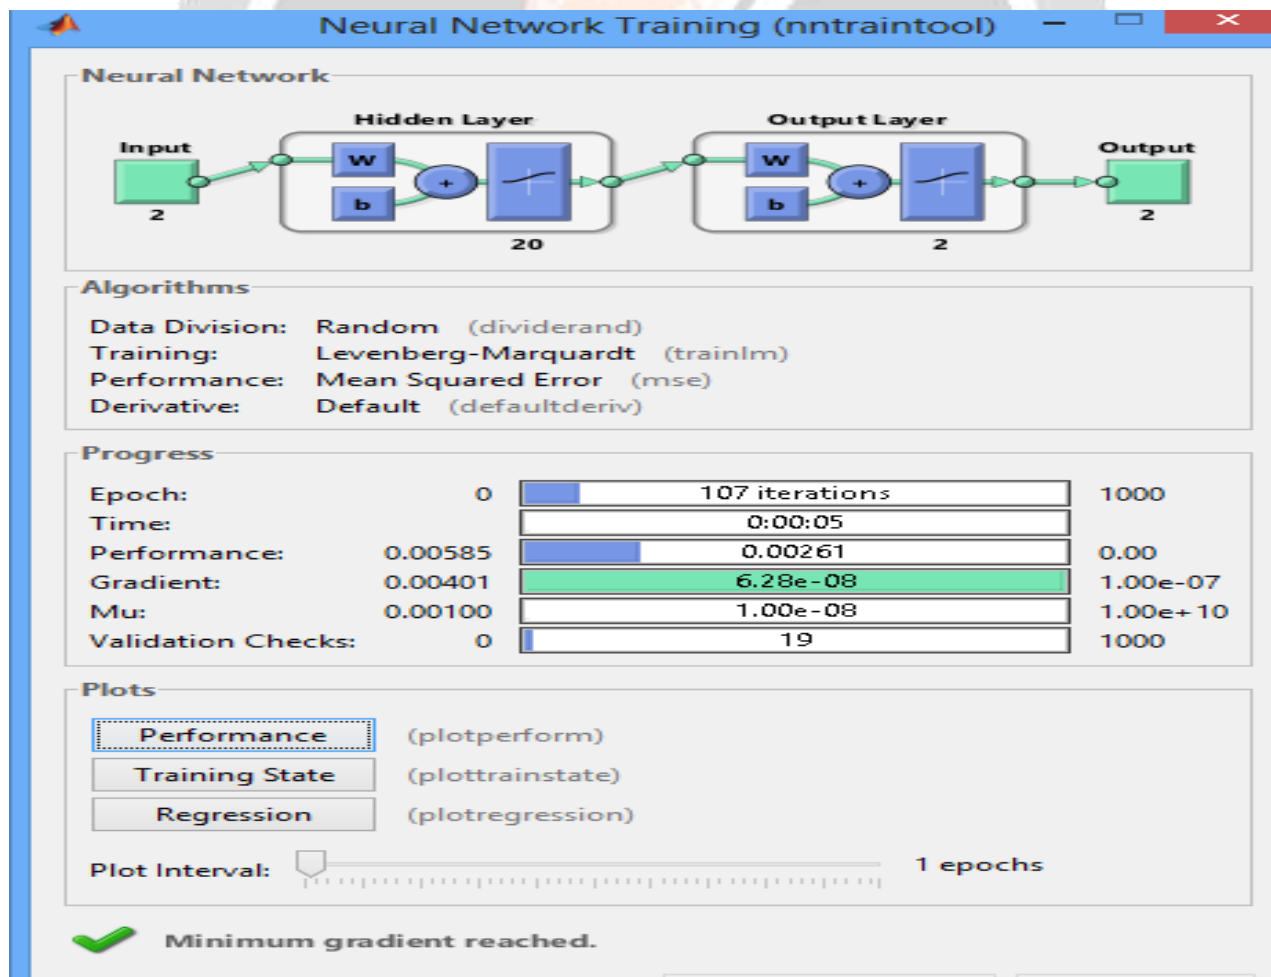 Neural Network Training (nntraintool)
Neural Network
Hidden Layer
Output Layer
Input
Output
W
b
+
W
b
+
2
20
2
2
Algorithms
Data Division: Random (dividerand)
Training: Levenberg-Marquardt (trainlm)
Performance: Mean Squared Error (mse)
Derivative: Default (defaultderiv)
Progress
Epoch: 0 107 iterations 1000
Time: 0:00:05
Performance: 0.00585 0.00261 0.00
Gradient: 0.00401 6.28e-08 1.00e-07
Mu: 0.00100 1.00e-08 1.00e+10
Validation Checks: 0 19 1000
Plots
Performance (plotperform)
Training State (plottrainstate)
Regression (plotregression)
Plot Interval: 1 epochs
Minimum gradient reached.